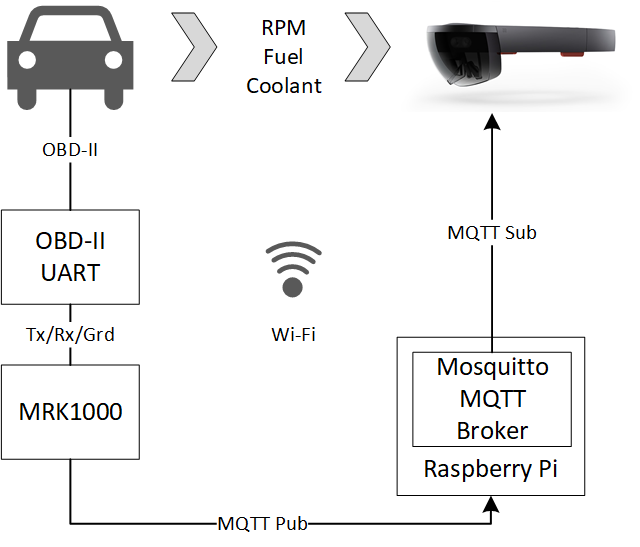 RPM
Fuel
Coolant
OBD-II
OBD-II
UART
MQTT Sub
Tx/Rx/Grd
Wi-Fi
MRK1000
Mosquitto
MQTT
Broker
Raspberry Pi
MQTT Pub